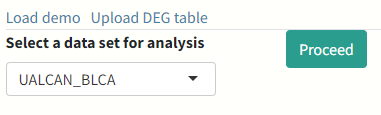 Load demo Upload DEG table
Select a data set for analysis
Proceed
UALCAN_BLCA